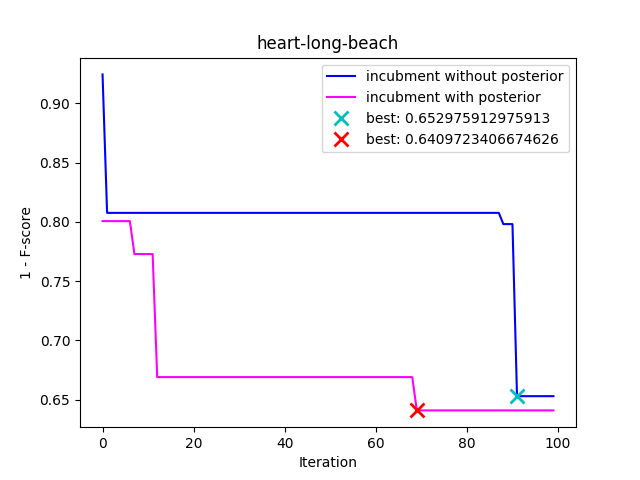 heart-long-beach
incubment without posterior
incubment with posterior
best: 0.652975912975913
best: 0.6409723406674626
1 - F-score
0.90
0.85
0.80
0.75
0.70
0.65
0 20 40 60 80 100
Iteration